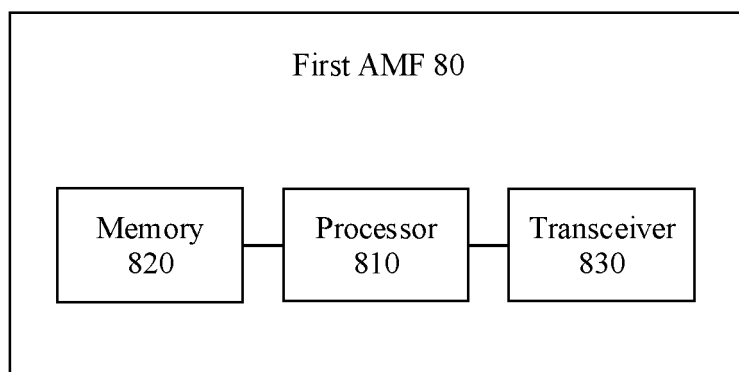 First AMF 80
Memory
820
Processor
810
Transceiver
830